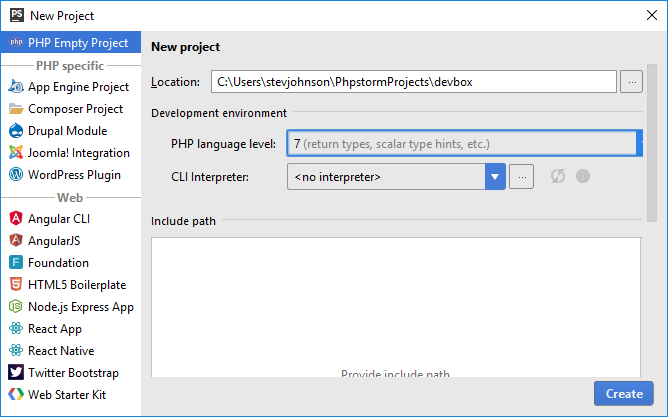 PS New Project
php PHP Empty Project
PHP specific
App Engine Project
Composer Project
Drupal Module
Joomla! Integration
WordPress Plugin
Web
Angular CLI
AngularJS
F Foundation
HTML5 Boilerplate
Node.js Express App
React App
React Native
Twitter Bootstrap
Web Starter Kit
New project
Location: C:\Users\stevjohnson\PhpstormProjects\devbox ...
Development environment
PHP language level: 7 (return types, scalar type hints, etc.)
CLI Interpreter: <no interpreter> ...
Include path
Provide include path
Create